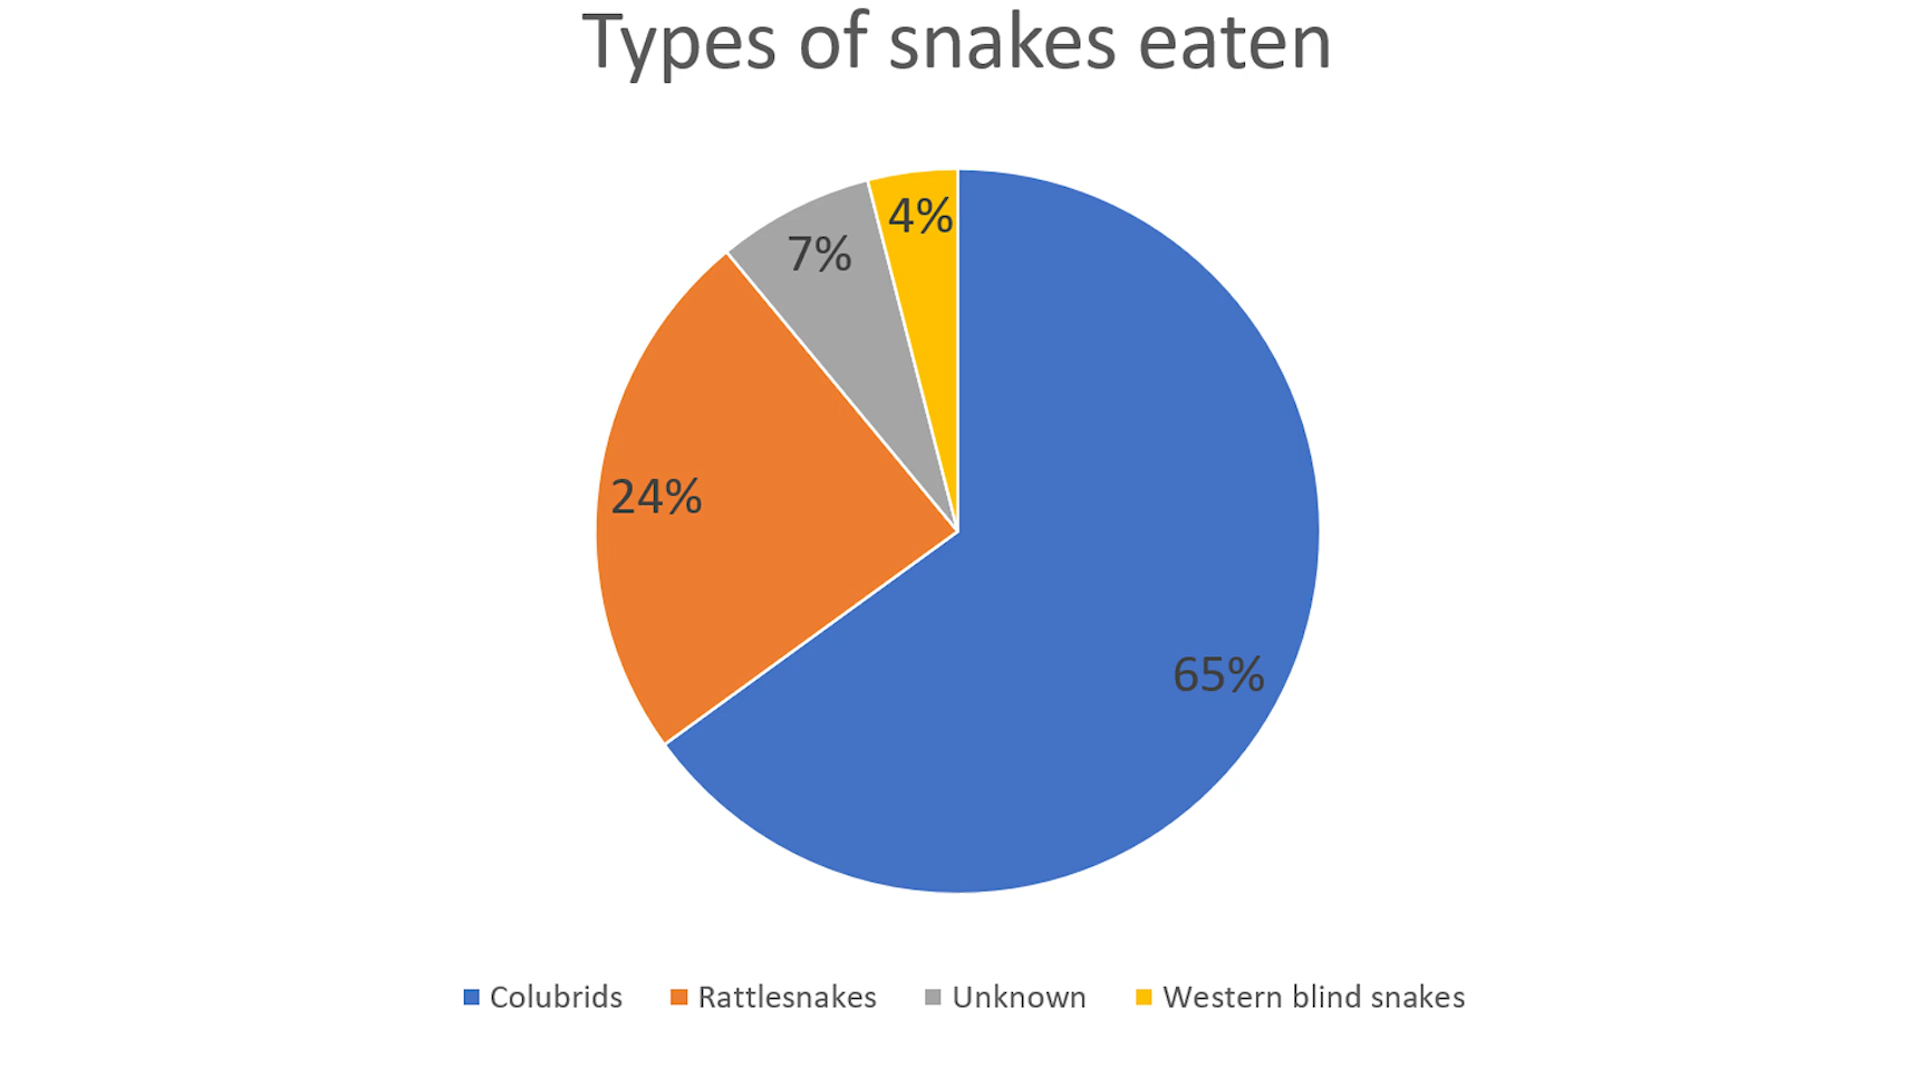 Types of snakes eaten
4%
7%
24%
65%
Colubrids Rattlesnakes Unknown Western blind snakes